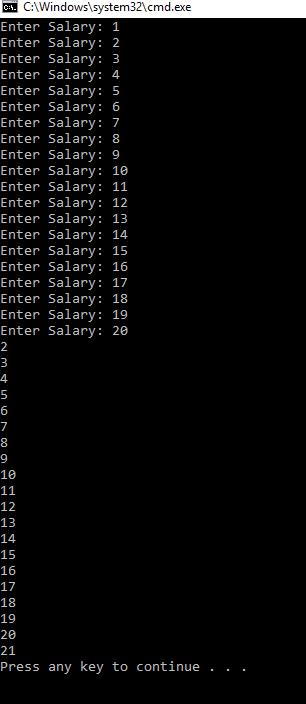 C:\Windows\system32\cmd.exe
Enter Salary: 1
Enter Salary: 2
Enter Salary: 3
Enter Salary: 4
Enter Salary: 5
Enter Salary: 6
Enter Salary: 7
Enter Salary: 8
Enter Salary: 9
Enter Salary: 10
Enter Salary: 11
Enter Salary: 12
Enter Salary: 13
Enter Salary: 14
Enter Salary: 15
Enter Salary: 16
Enter Salary: 17
Enter Salary: 18
Enter Salary: 19
Enter Salary: 20
2
3
4
5
6
7
8
9
10
11
12
13
14
15
16
17
18
19
20
21
Press any key to continue . . .